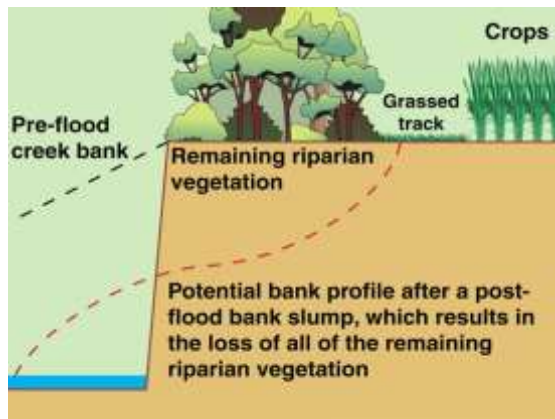 Crops
Grassed
track
Pre-flood
creek bank
Remaining riparian
vegetation
Potential bank profile after a post-
flood bank slump, which results in
the loss of all of the remaining
riparian vegetation